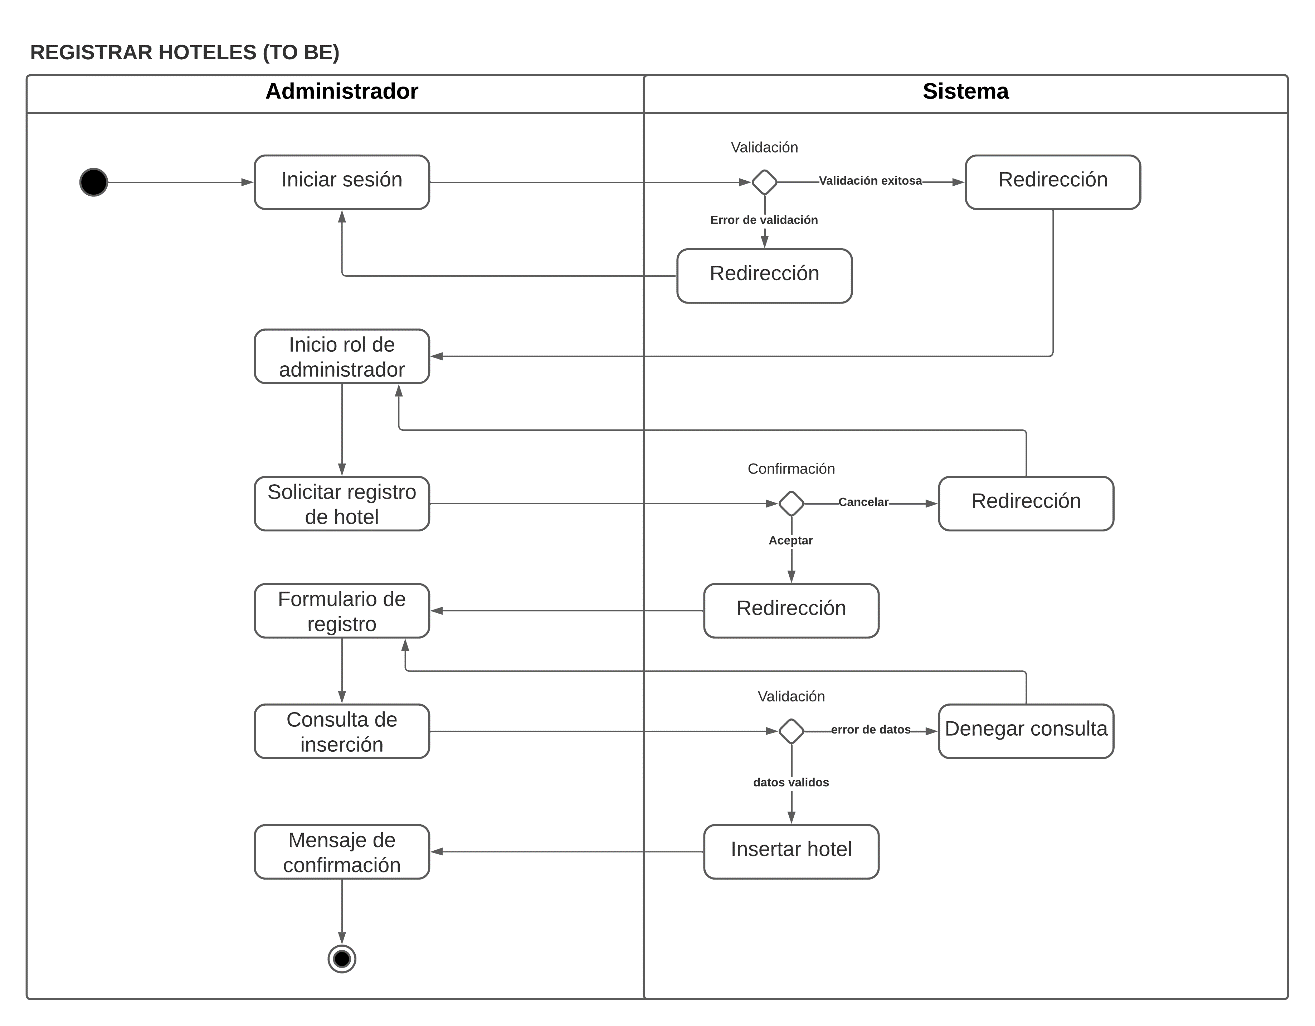 REGISTRAR HOTELES (TO BE)
Administrador
Sistema
Validación
Iniciar sesión
Validación exitosa
Redirección
Error de validación
Redirección
Inicio rol de
administrador
Confirmación
Solicitar registro
de hotel
Cancelar
Redirección
Aceptar
Formulario de
registro
Redirección
Validación
Consulta de
inserción
error de datos
Denegar consulta
datos validos
Mensaje de
confirmación
Insertar hotel